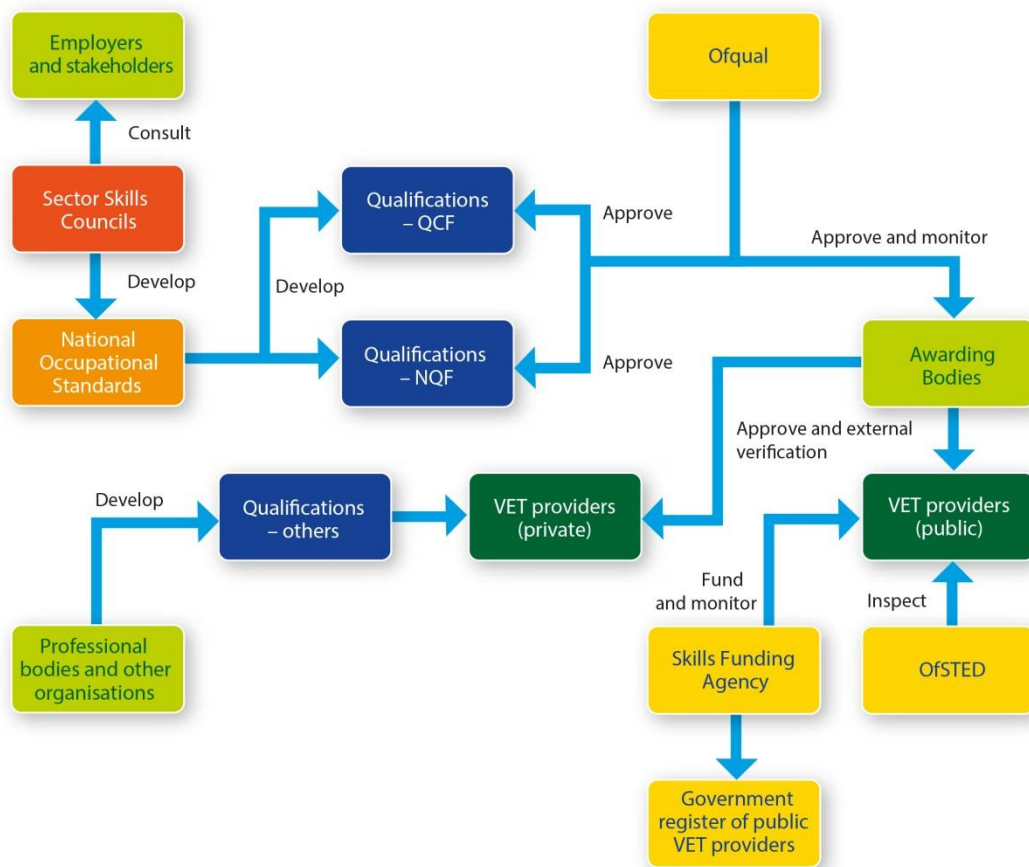 Employers
and stakeholders
Ofqual
Consult
Sector Skills
Councils
Qualifications
– QCF
Approve
Approve and monitor
Develop
Develop
National
Occupational
Standards
Qualifications
– NQF
Approve
Awarding
Bodies
Approve and external
verification
Develop
Qualifications
– others
VET providers
(private)
VET providers
(public)
Fund
and monitor
Inspect
Professional
bodies and other
organisations
Skills Funding
Agency
OfSTED
Government
register of public
VET providers